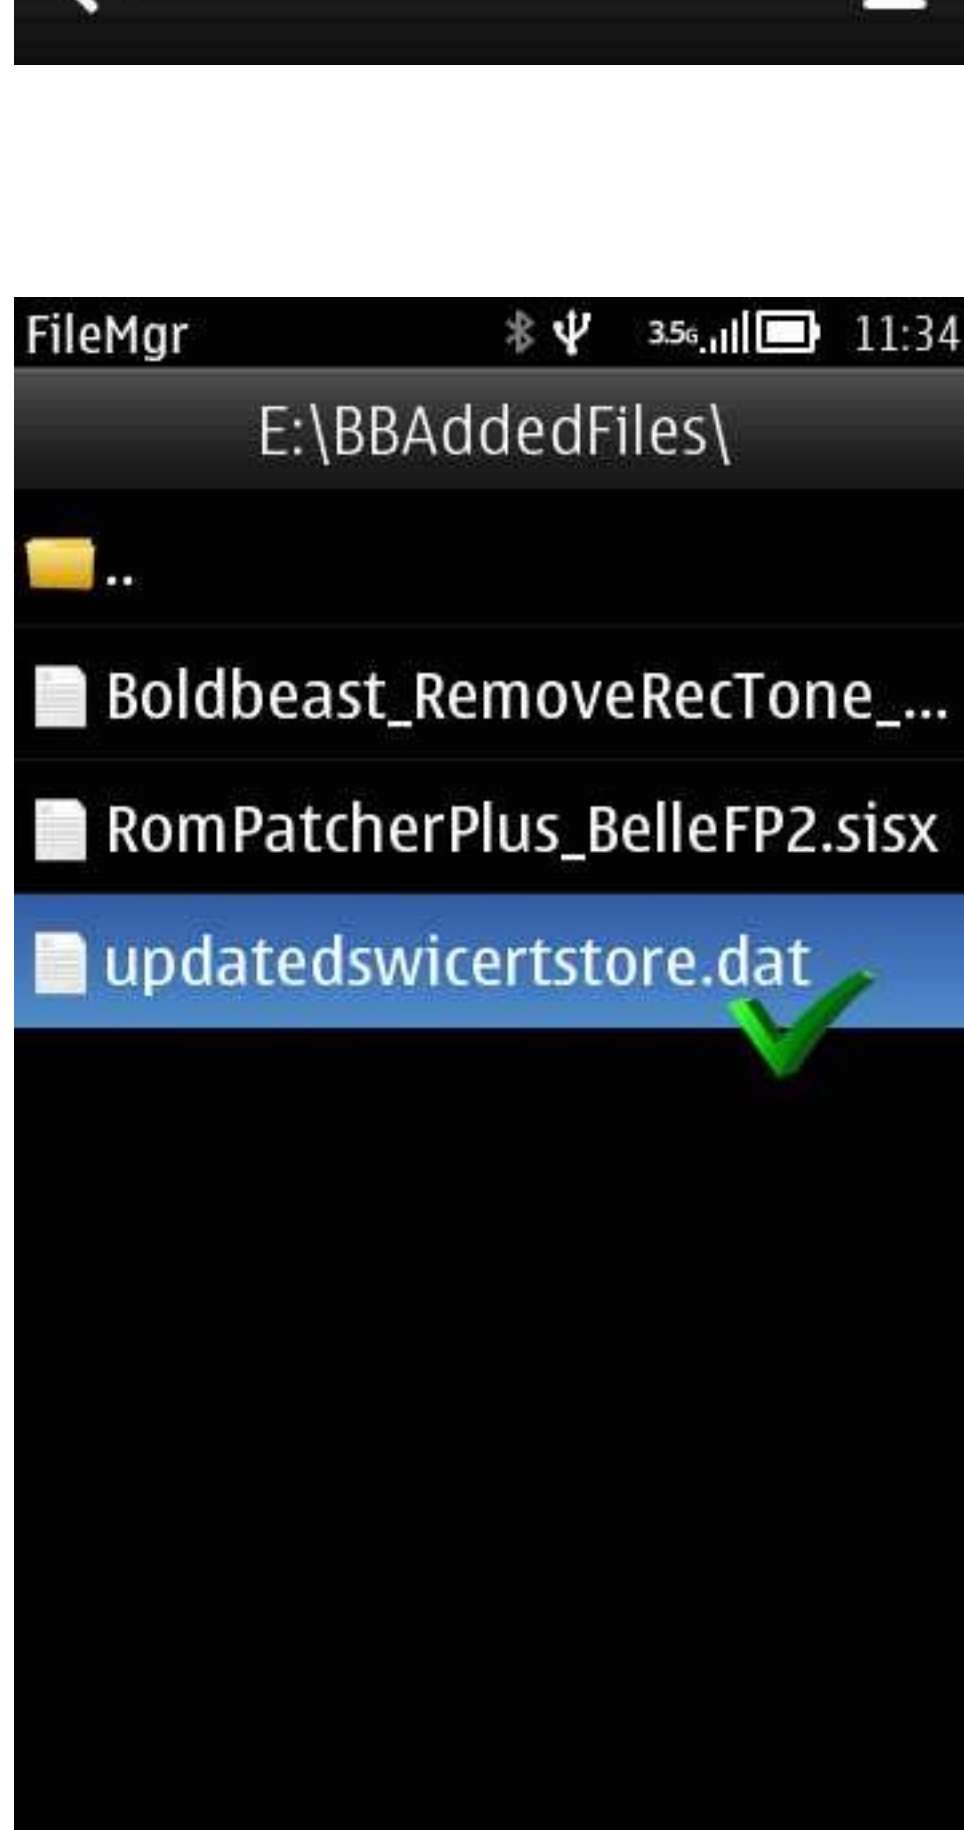 FileMgr 3.5G 11:34
E:\BBAddedFiles\
..
Boldbeast_RemoveRecTone_...
RomPatcherPlus_BelleFP2.sisx
updatedswicertstore.dat